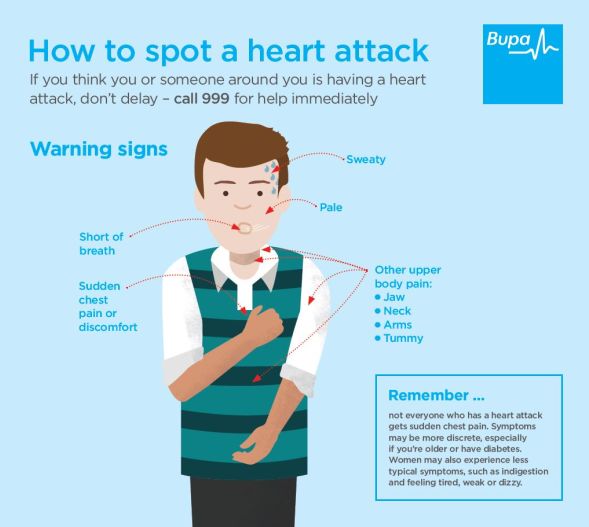 How to spot a heart attack
Bupa
If you think you or someone around you is having a heart
attack, don't delay – call 999 for help immediately
Warning signs
Sweaty
Pale
Short of
breath
Sudden
chest
pain or
discomfort
Other upper
body pain:
● Jaw
● Neck
● Arms
● Tummy
Remember ...
not everyone who has a heart attack
gets sudden chest pain. Symptoms
may be more discrete, especially
if you're older or have diabetes.
Women may also experience less
typical symptoms, such as indigestion
and feeling tired, weak or dizzy.